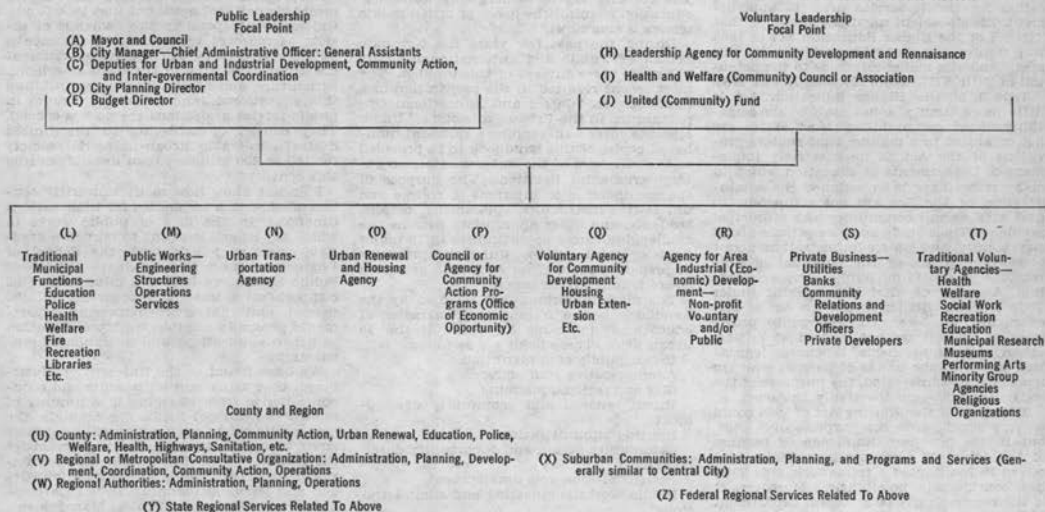 Public Leadership
Focal Point
(A) Mayor and Council
(B) City Manager—Chief Administrative Officer: General Assistants
(C) Deputies for Urban and Industrial Development, Community Action,
and Inter-governmental Coordination
(D) City Planning Director
(E) Budget Director
Voluntary Leadership
Focal Point
(H) Leadership Agency for Community Development and Rennaisance
(I) Health and Welfare (Community) Council or Association
(J) United (Community) Fund
(L)
Traditional
Municipal
Functions—
Education
Police
Health
Welfare
Fire
Recreation
Libraries
Etc.
(M)
Public Works—
Engineering
Structures
Operations
Services
(N)
Urban Trans-
portation
Agency
(O)
Urban Renewal
and Housing
Agency
(P)
Council or
Agency for
Community
Action Pro-
grams (Office
of Economic
Opportunity)
(Q)
Voluntary Agency
for Community
Development
Housing
Urban Exten-
sion
Etc.
(R)
Agency for Area
Industrial (Eco-
nomic) Develop-
ment—
Non-profit
Voluntary
and/or
Public
(S)
Private Business—
Utilities
Banks
Community
Relations and
Development
Officers
Private Developers
(T)
Traditional Volun-
tary Agencies—
Health
Welfare
Social Work
Recreation
Education
Municipal Research
Museums
Performing Arts
Minority Group
Agencies
Religious
Organizations
County and Region
(U) County: Administration, Planning, Community Action, Urban Renewal, Education, Police,
Welfare, Health, Highways, Sanitation, etc.
(V) Regional or Metropolitan Consultative Organization: Administration, Planning, Develop-
ment, Coordination, Community Action, Operations
(W) Regional Authorities: Administration, Planning, Operations
(Y) State Regional Services Related To Above
(X) Suburban Communities: Administration, Planning, and Programs and Services (Gen-
erally similar to Central City)
(Z) Federal Regional Services Related To Above